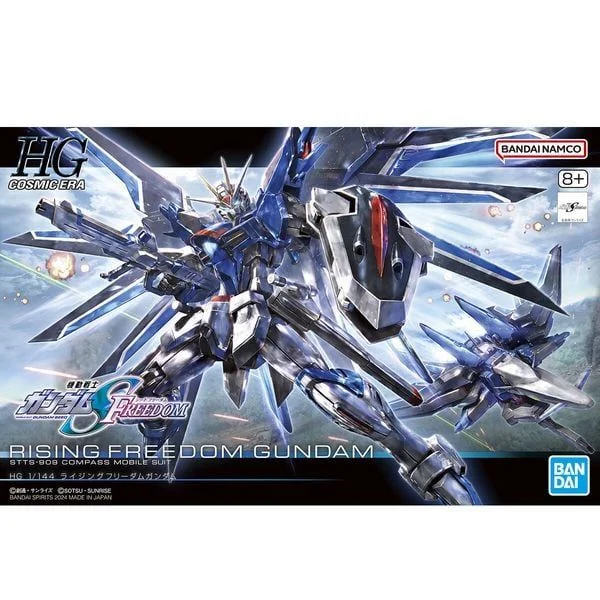 HG
COSMIC ERA
BANDAI NAMCO
8+
機動戦士
ガンダム SEED FREEDOM
RISING FREEDOM GUNDAM
STTS-909 COMPASS MOBILE SUIT
HG 1/144 ライジングフリーダムガンダム
©創通・サンライズ ©SOTSU・SUNRISE
BANDAI SPIRITS 2024 MADE IN JAPAN
BAN
DAI